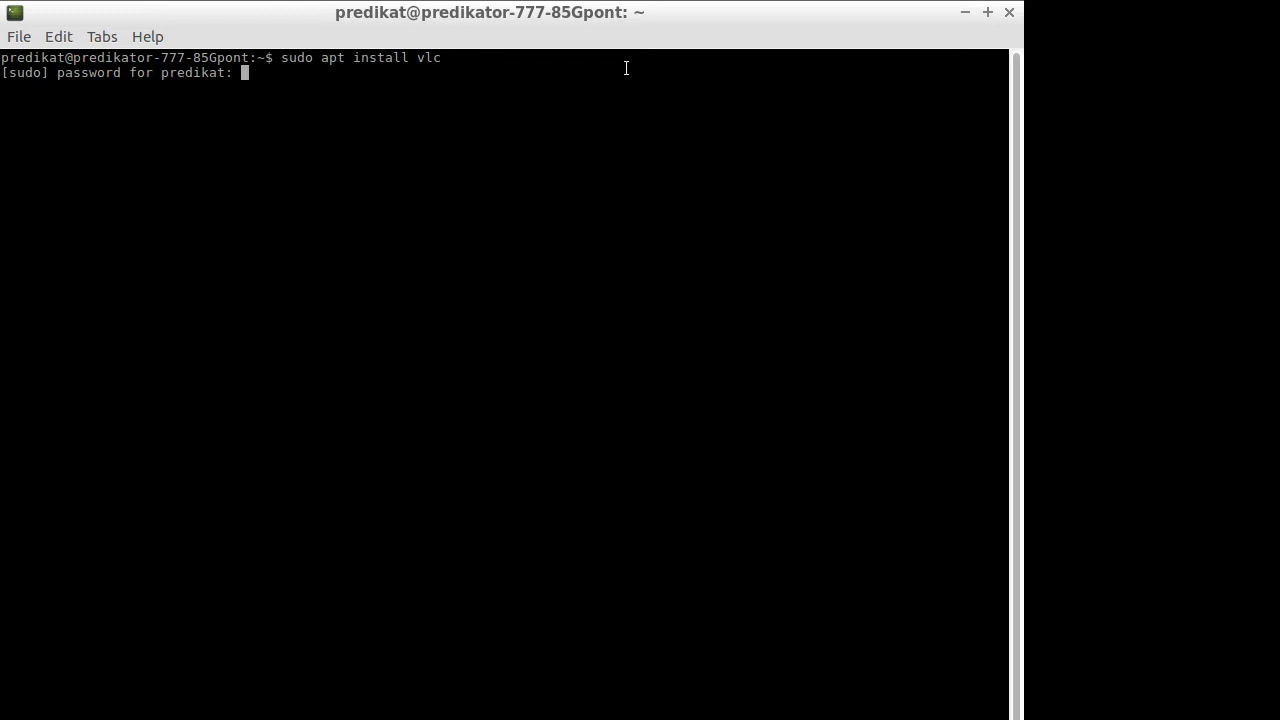 predikat@predikator-777-85Gpont: ~
File Edit Tabs Help
predikat@predikator-777-85Gpont:~$ sudo apt install vlc
[sudo] password for predikat: